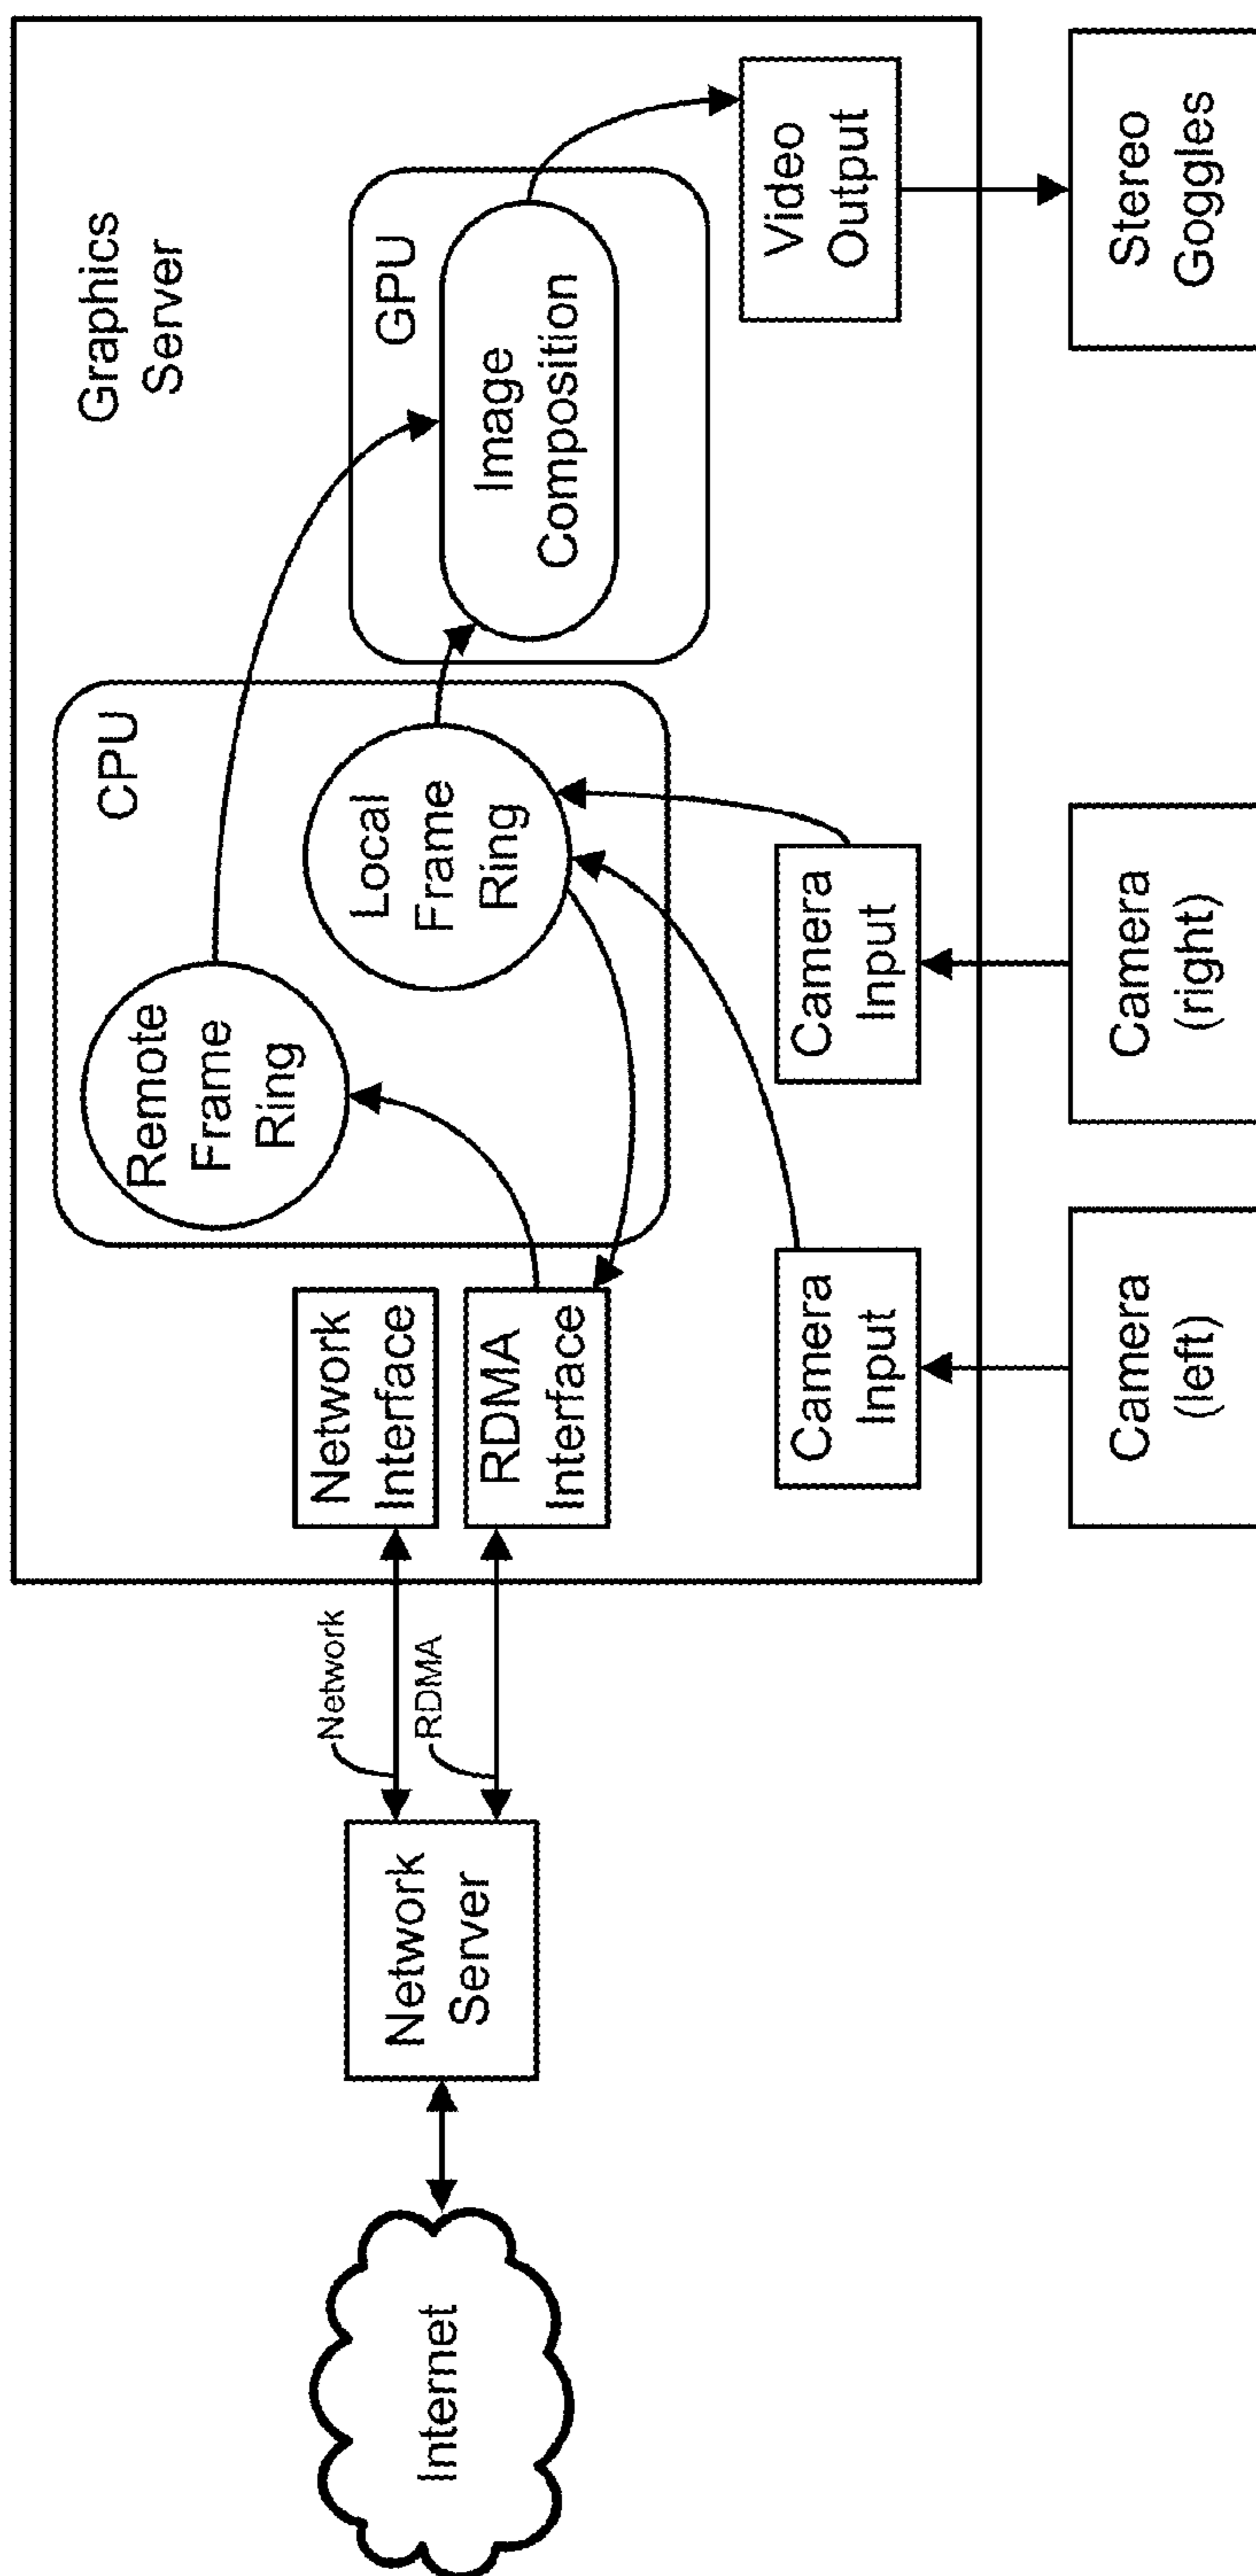 Graphics
Server
CPU
GPU
Remote
Frame
Ring
Local
Frame
Ring
Image
Composition
Network
Interface
RDMA
Interface
Network
RDMA
Network
Server
Internet
Camera
Input
Camera
Input
Video
Output
Camera
(left)
Camera
(right)
Stereo
Goggles